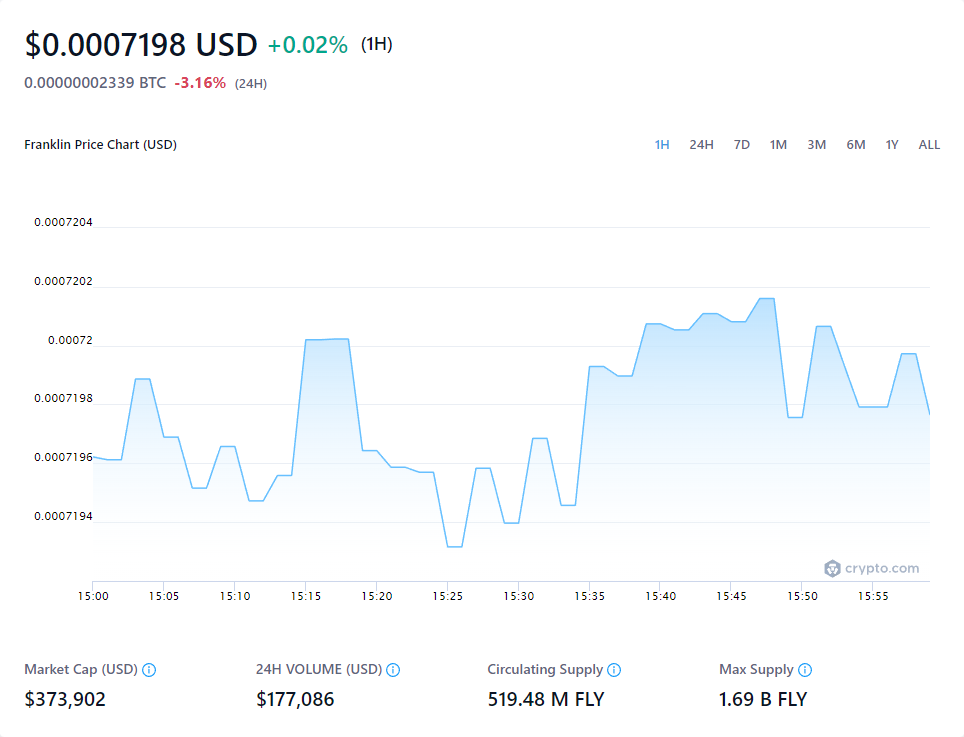 $0.0007198 USD +0.02% (1H)
0.00000002339 BTC -3.16% (24H)
Franklin Price Chart (USD)
1H 24H 7D 1M 3M 6M 1Y ALL
0.0007204
0.0007202
0.00072
0.0007198
0.0007196
0.0007194
crypto.com
15:00 15:05 15:10 15:15 15:20 15:25 15:30 15:35 15:40 15:45 15:50 15:55
Market Cap (USD) 24H VOLUME (USD) Circulating Supply Max Supply
$373,902 $177,086 519.48 M FLY 1.69 B FLY